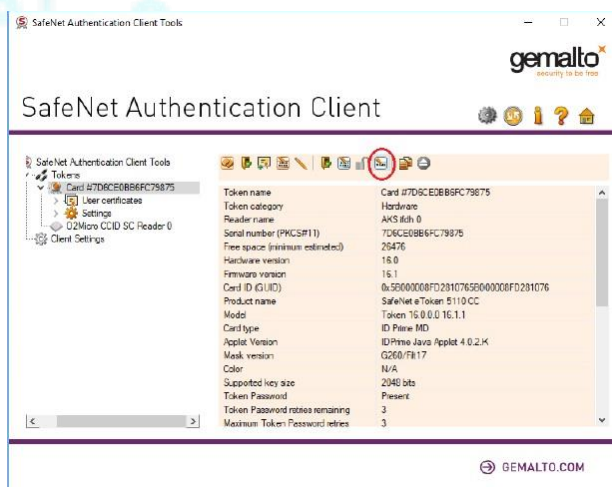 SafeNet Authentication Client Tools
gemalto
security to be free
SafeNet Authentication Client
SafeNet Authentication Client Tools
Tokens
Card #7D6CE0BB6FC79875
User certificates
Settings
O2Micro CCID SC Reader 0
Client Settings
Token name Card #7D6CE0BB6FC79875
Token category Hardware
Reader name AKS ifdh 0
Serial number (PKCS#11) 7D6CE0BB6FC79875
Free space (minimum estimated) 26476
Hardware version 16.0
Firmware version 16.1
Card ID (GUID) 0x5B000008FD2810765B000008FD281076
Product name SafeNet eToken 5110 CC
Model Token 16.0.0.0 16.1.1
Card type ID Prime MD
Applet Version IDPrime Java Applet 4.0.2.K
Mask version G260/Filt17
Color N/A
Supported key size 2048 bits
Token Password Present
Token Password retries remaining 3
Maximum Token Password retries 3
GEMALTO.COM